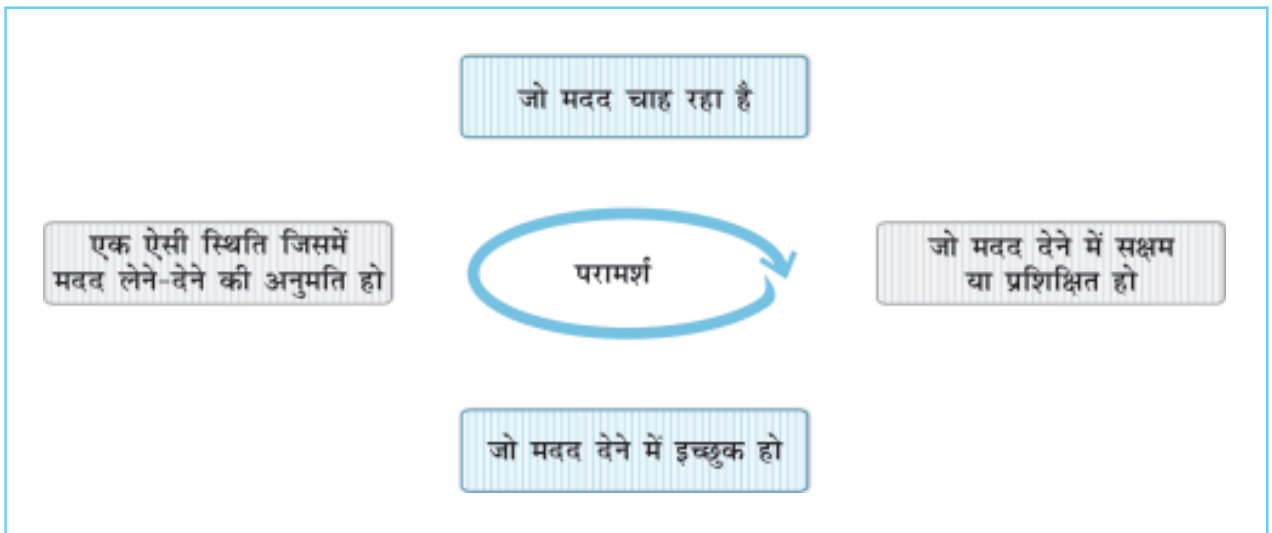 जो मदद चाह रहा है
एक ऐसी स्थिति जिसमें
मदद लेने-देने की अनुमति हो
परामर्श
जो मदद देने में सक्षम
या प्रशिक्षित हो
जो मदद देने में इच्छुक हो